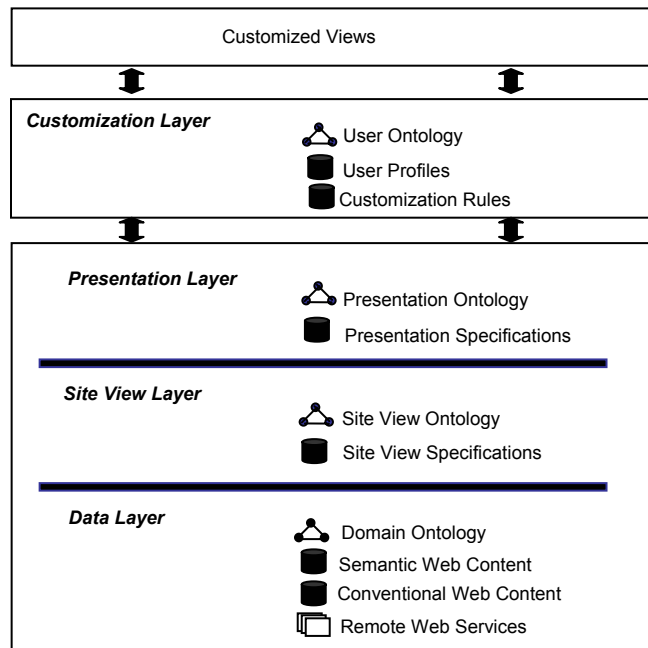 Customized Views
Customization Layer
User Ontology
User Profiles
Customization Rules
Presentation Layer
Presentation Ontology
Presentation Specifications
Site View Layer
Site View Ontology
Site View Specifications
Data Layer
Domain Ontology
Semantic Web Content
Conventional Web Content
Remote Web Services